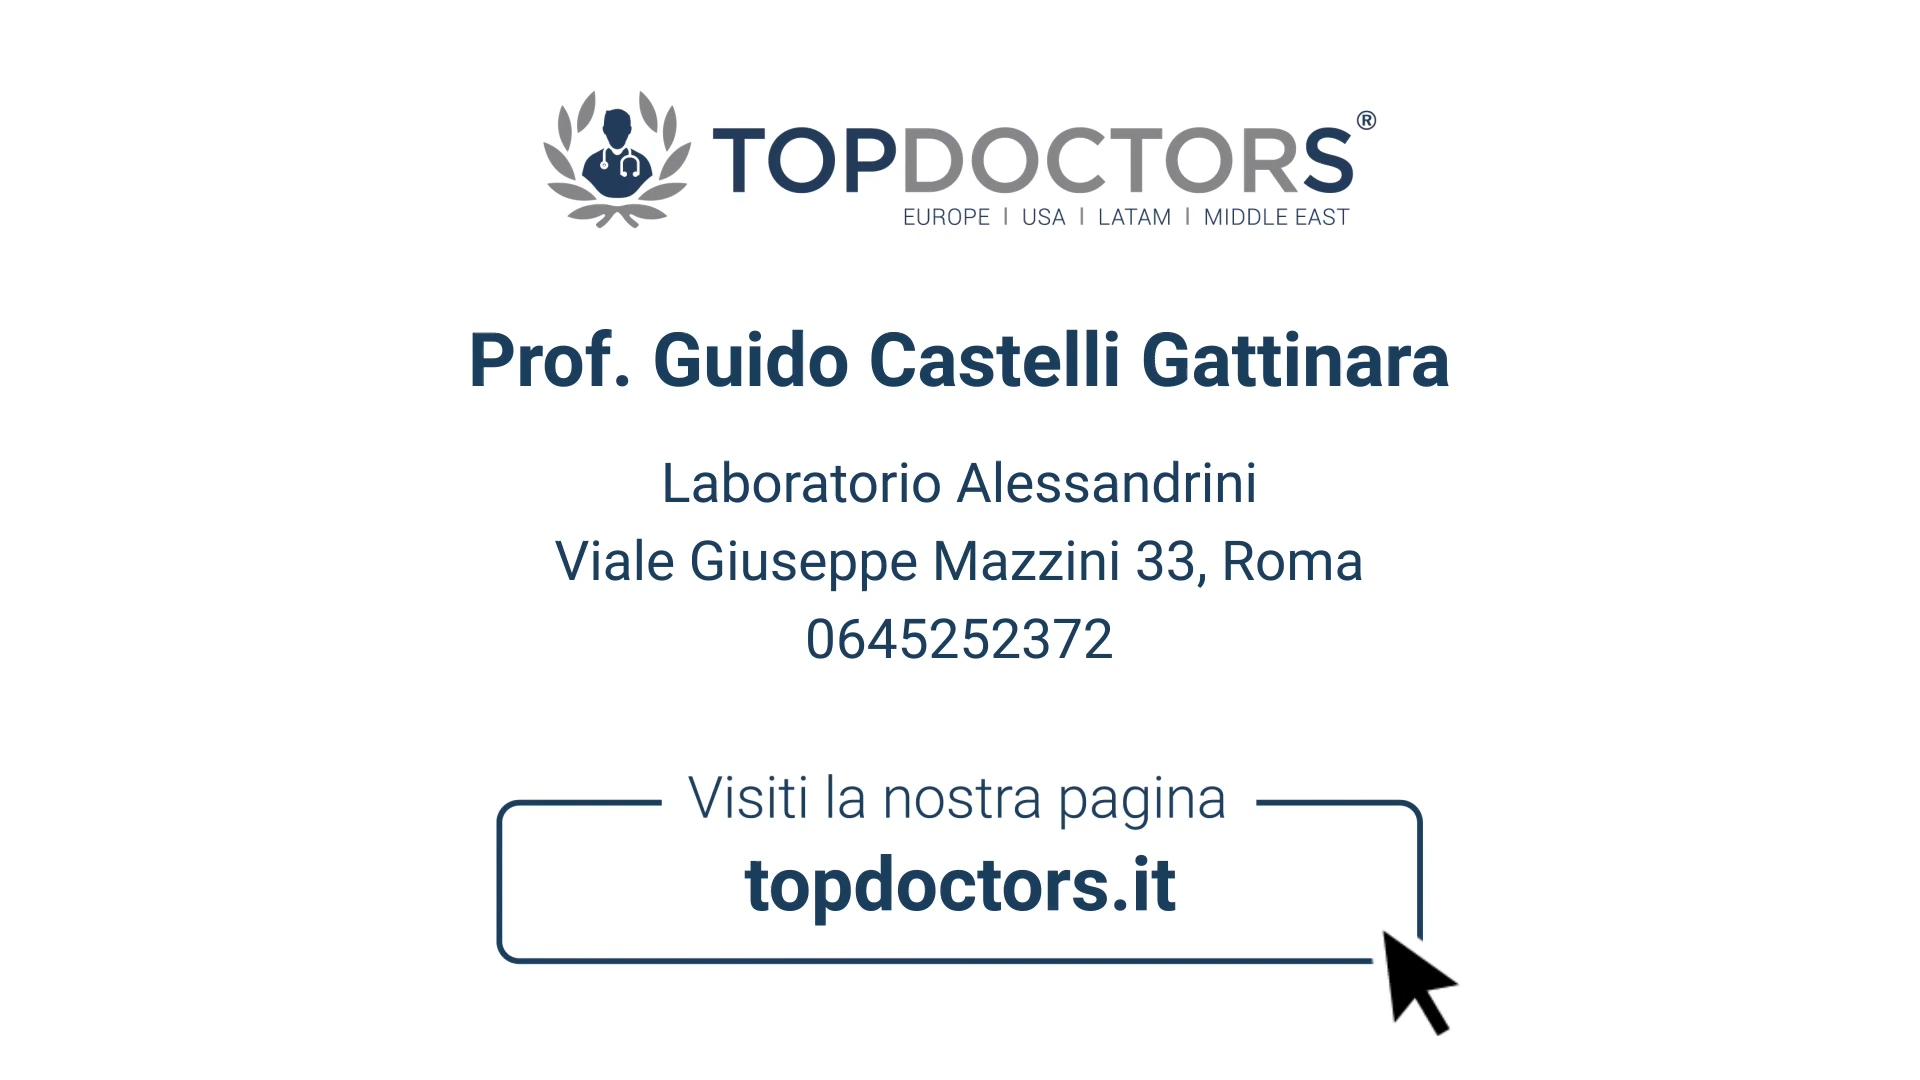 TOPDOCTORS®
EUROPE | USA | LATAM | MIDDLE EAST
Prof. Guido Castelli Gattinara
Laboratorio Alessandrini
Viale Giuseppe Mazzini 33, Roma
0645252372
Visiti la nostra pagina
topdoctors.it